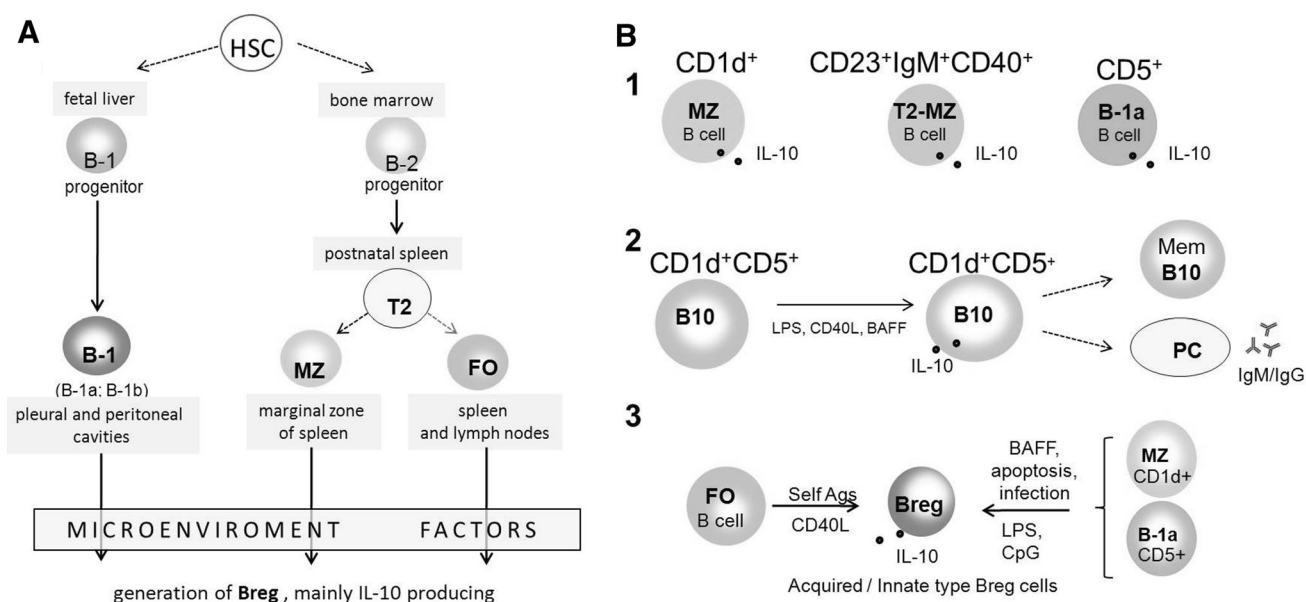 A
HSC
fetal liver
bone marrow
B-1
progenitor
B-2
progenitor
postnatal spleen
T2
B-1
(B-1a; B-1b)
pleural and peritoneal
cavities
MZ
marginal zone
of spleen
FO
spleen
and lymph nodes
MICROENVIROMENT FACTORS
generation of Breg , mainly IL-10 producing
B
1
CD1d+
MZ
B cell
IL-10
CD23+IgM+CD40+
T2-MZ
B cell
IL-10
CD5+
B-1a
B cell
IL-10
2
CD1d+CD5+
B10
LPS, CD40L, BAFF
CD1d+CD5+
B10
IL-10
Mem
B10
PC
IgM/IgG
3
FO
B cell
Self Ags
CD40L
Breg
IL-10
BAFF,
apoptosis,
infection
LPS,
CpG
MZ
CD1d+
B-1a
CD5+
Acquired / Innate type Breg cells